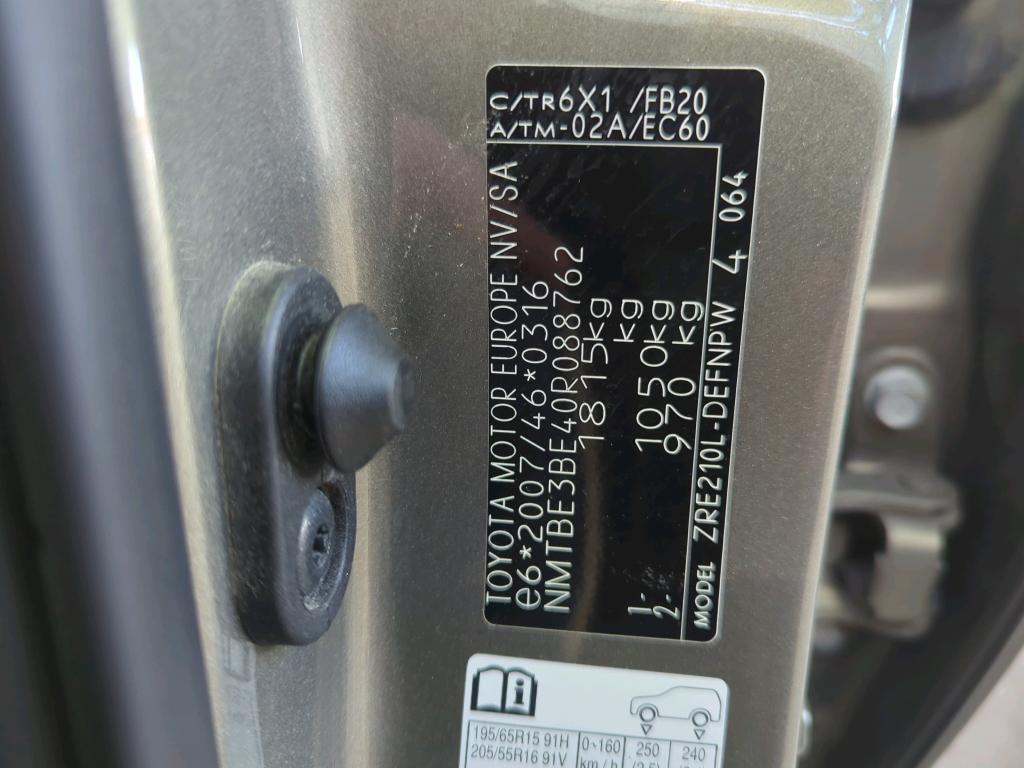 C/TR6X1 /FB20
A/TM-02A/EC60
TOYOTA MOTOR EUROPE NV/SA
e6*2007/46*0316
NMTBE3BE40R088762
1815kg
kg
1- 1050kg
2- 970 kg
MODEL ZRE210L-DEFNPW 4 064
i
195/65R15 91H 0~160 250 240
205/55R16 91V km / h